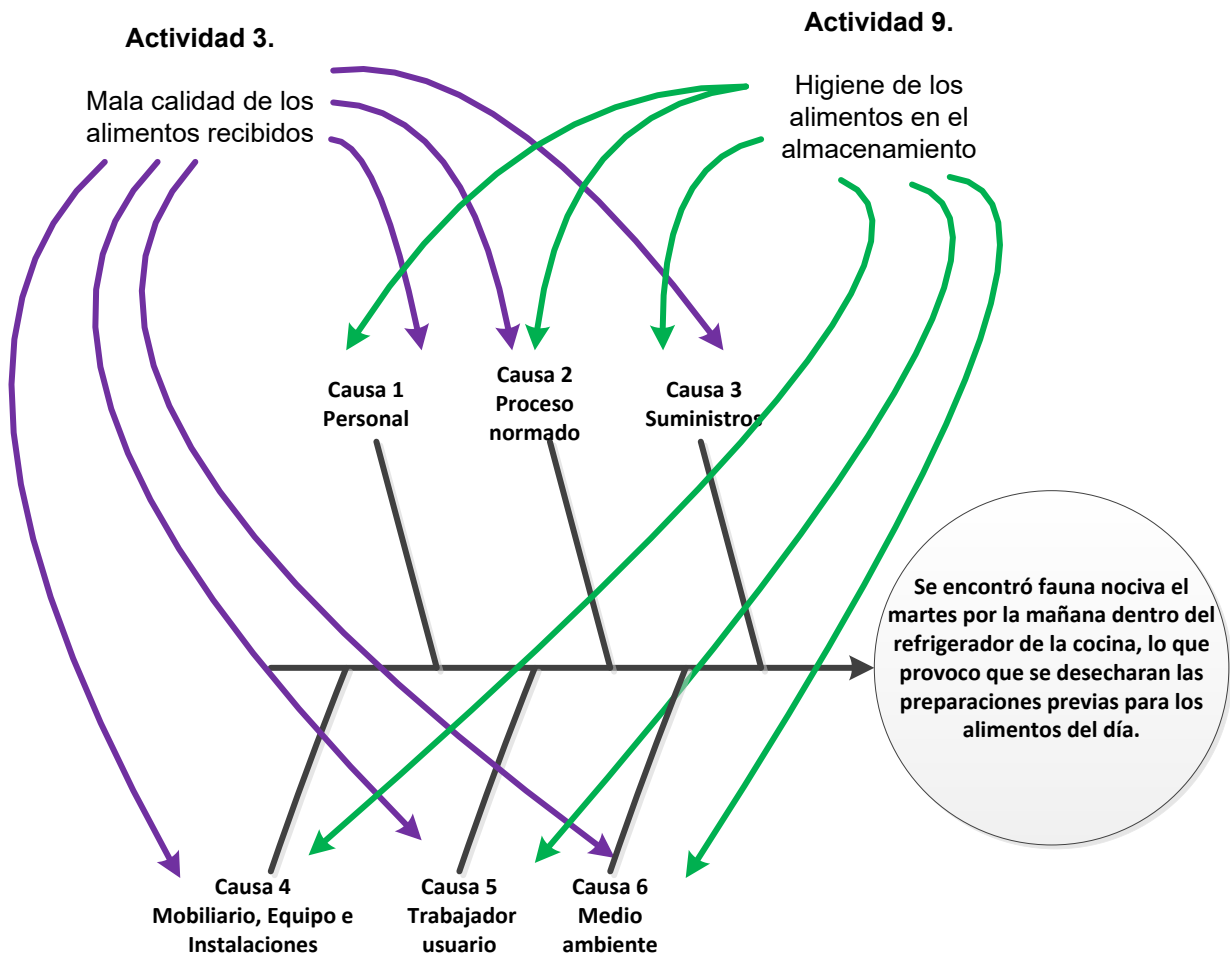 Actividad 3.
Mala calidad de los
alimentos recibidos
Actividad 9.
Higiene de los
alimentos en el
almacenamiento
Causa 1
Personal
Causa 2
Proceso
normado
Causa 3
Suministros
Se encontró fauna nociva el
martes por la mañana dentro del
refrigerador de la cocina, lo que
provoco que se desecharan las
preparaciones previas para los
alimentos del día.
Causa 4
Mobiliario, Equipo e
Instalaciones
Causa 5
Trabajador
usuario
Causa 6
Medio
ambiente